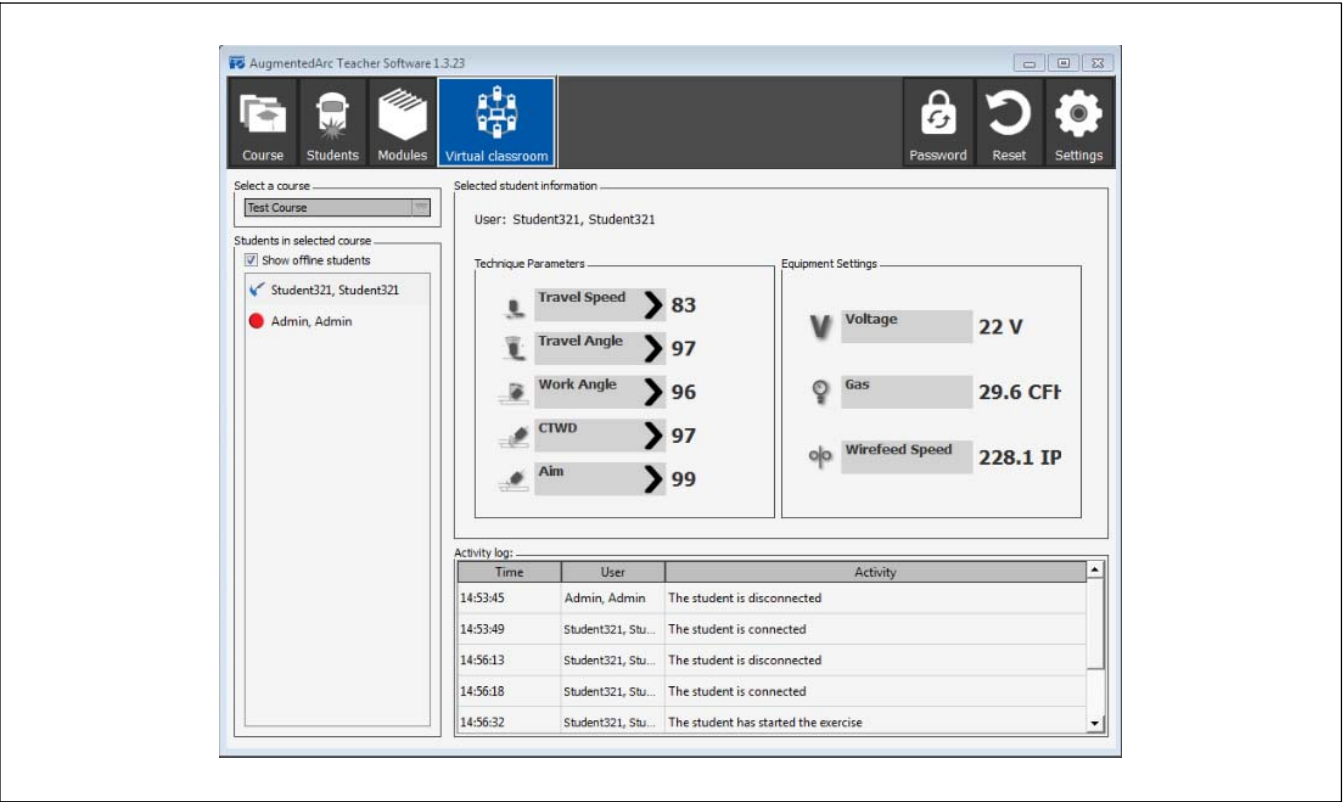 AugmentedArc Teacher Software 1.3.23
Course Students Modules Virtual classroom Password Reset Settings
Select a course
Test Course
Students in selected course
Show offline students
Student321, Student321
Admin, Admin
Selected student information
User: Student321, Student321
Technique Parameters
Travel Speed 83
Travel Angle 97
Work Angle 96
CTWD 97
Aim 99
Equipment Settings
Voltage 22 V
Gas 29.6 CFH
Wirefeed Speed 228.1 IP
Activity log:
Time User Activity
14:53:45 Admin, Admin The student is disconnected
14:53:49 Student321, Stu... The student is connected
14:56:13 Student321, Stu... The student is disconnected
14:56:18 Student321, Stu... The student is connected
14:56:32 Student321, Stu... The student has started the exercise